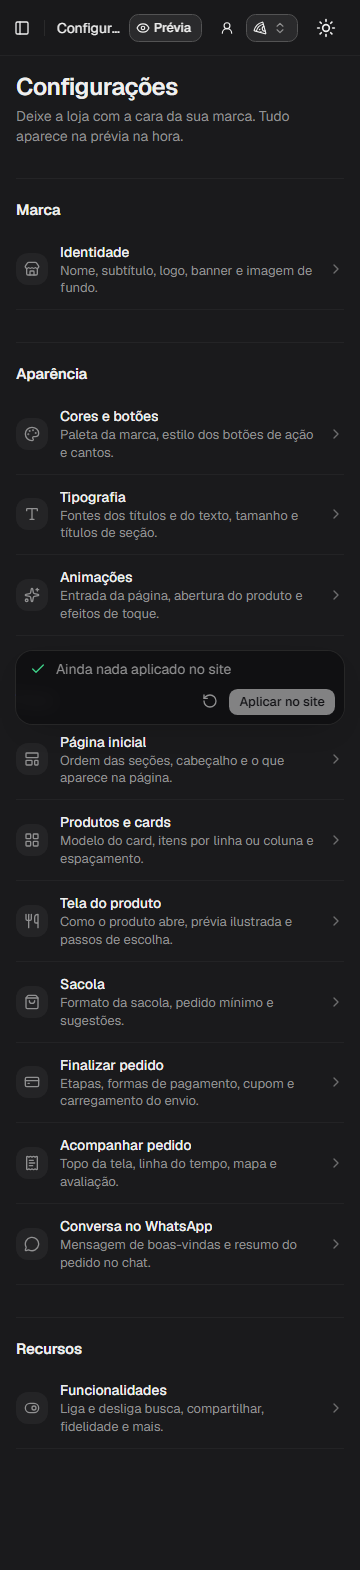 Configur...
Prévia
Configurações
Deixe a loja com a cara da sua marca. Tudo
aparece na prévia na hora.
Marca
Identidade
Nome, subtítulo, logo, banner e imagem de
fundo.
Aparência
Cores e botões
Paleta da marca, estilo dos botões de ação
e cantos.
Tipografia
Fontes dos títulos e do texto, tamanho e
títulos de seção.
Animações
Entrada da página, abertura do produto e
efeitos de toque.
Ainda nada aplicado no site
Aplicar no site
Página inicial
Ordem das seções, cabeçalho e o que
aparece na página.
Produtos e cards
Modelo do card, itens por linha ou coluna e
espaçamento.
Tela do produto
Como o produto abre, prévia ilustrada e
passos de escolha.
Sacola
Formato da sacola, pedido mínimo e
sugestões.
Finalizar pedido
Etapas, formas de pagamento, cupom e
carregamento do envio.
Acompanhar pedido
Topo da tela, linha do tempo, mapa e
avaliação.
Conversa no WhatsApp
Mensagem de boas-vindas e resumo do
pedido no chat.
Recursos
Funcionalidades
Liga e desliga busca, compartilhar,
fidelidade e mais.